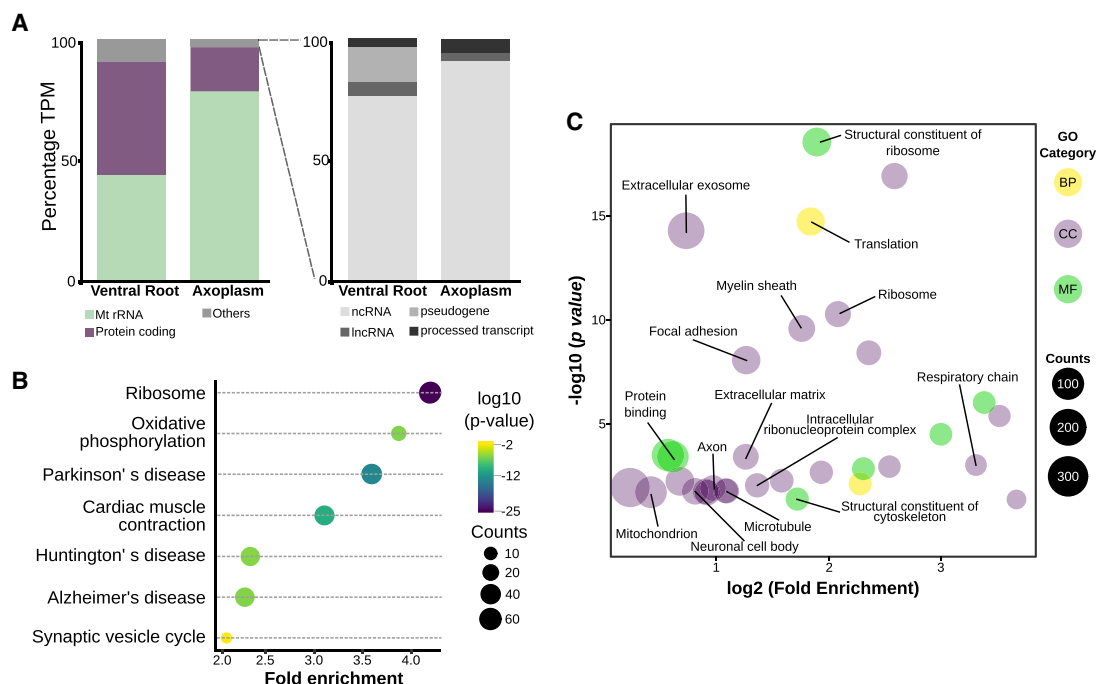 A
Percentage TPM
100
50
0
Ventral Root
Axoplasm
Mt rRNA
Others
Protein coding
100
50
0
Ventral Root
Axoplasm
ncRNA
pseudogene
lncRNA
processed transcript
B
Ribosome
Oxidative
phosphorylation
Parkinson' s disease
Cardiac muscle
contraction
Huntington' s disease
Alzheimer's disease
Synaptic vesicle cycle
2.0
2.5
3.0
3.5
4.0
Fold enrichment
log10
(p-value)
-2
-12
-25
Counts
10
20
40
60
C
-log10 (p value)
15
10
5
Structural constituent of
ribosome
Extracellular exosome
Translation
Myelin sheath
Ribosome
Focal adhesion
Respiratory chain
Protein
binding
Extracellular matrix
Intracellular
ribonucleoprotein complex
Axon
Structural constituent of
cytoskeleton
Microtubule
Mitochondrion
Neuronal cell body
1
2
3
log2 (Fold Enrichment)
GO
Category
BP
CC
MF
Counts
100
200
300